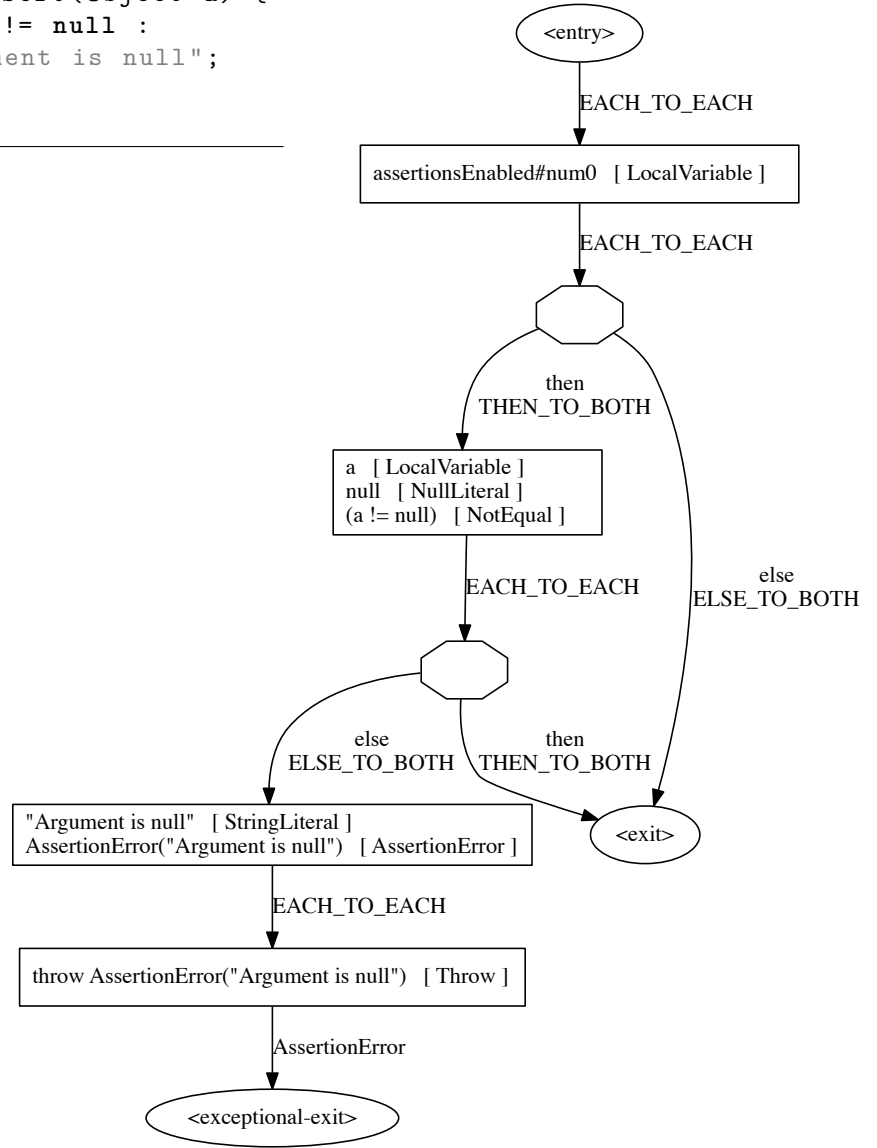 != null :
is null";
<entry>
EACH_TO_EACH
assertionsEnabled#num0 [ LocalVariable ]
EACH_TO_EACH
then
THEN_TO_BOTH
a [ LocalVariable ]
null [ NullLiteral ]
(a != null) [ NotEqual ]
EACH_TO_EACH
else
ELSE_TO_BOTH
else
ELSE_TO_BOTH
then
THEN_TO_BOTH
"Argument is null" [ StringLiteral ]
AssertionError("Argument is null") [ AssertionError ]
<exit>
EACH_TO_EACH
throw AssertionError("Argument is null") [ Throw ]
AssertionError
<exceptional-exit>